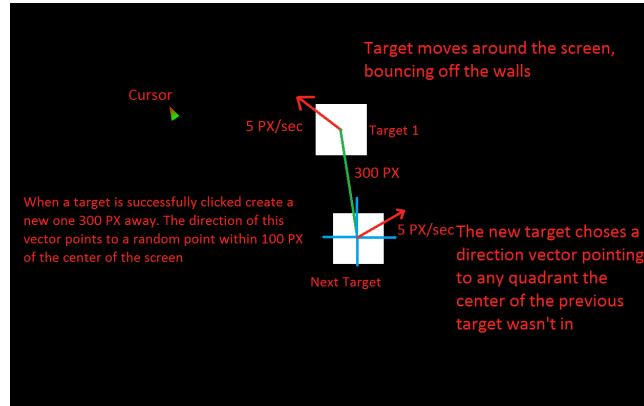 Target moves around the screen,
bouncing off the walls
Cursor
5 PX/sec
Target 1
300 PX
When a target is successfully clicked create a
new one 300 PX away. The direction of this
vector points to a random point within 100 PX
of the center of the screen
5 PX/sec
The new target choses a
direction vector pointing
to any quadrant the
center of the previous
target wasn't in
Next Target